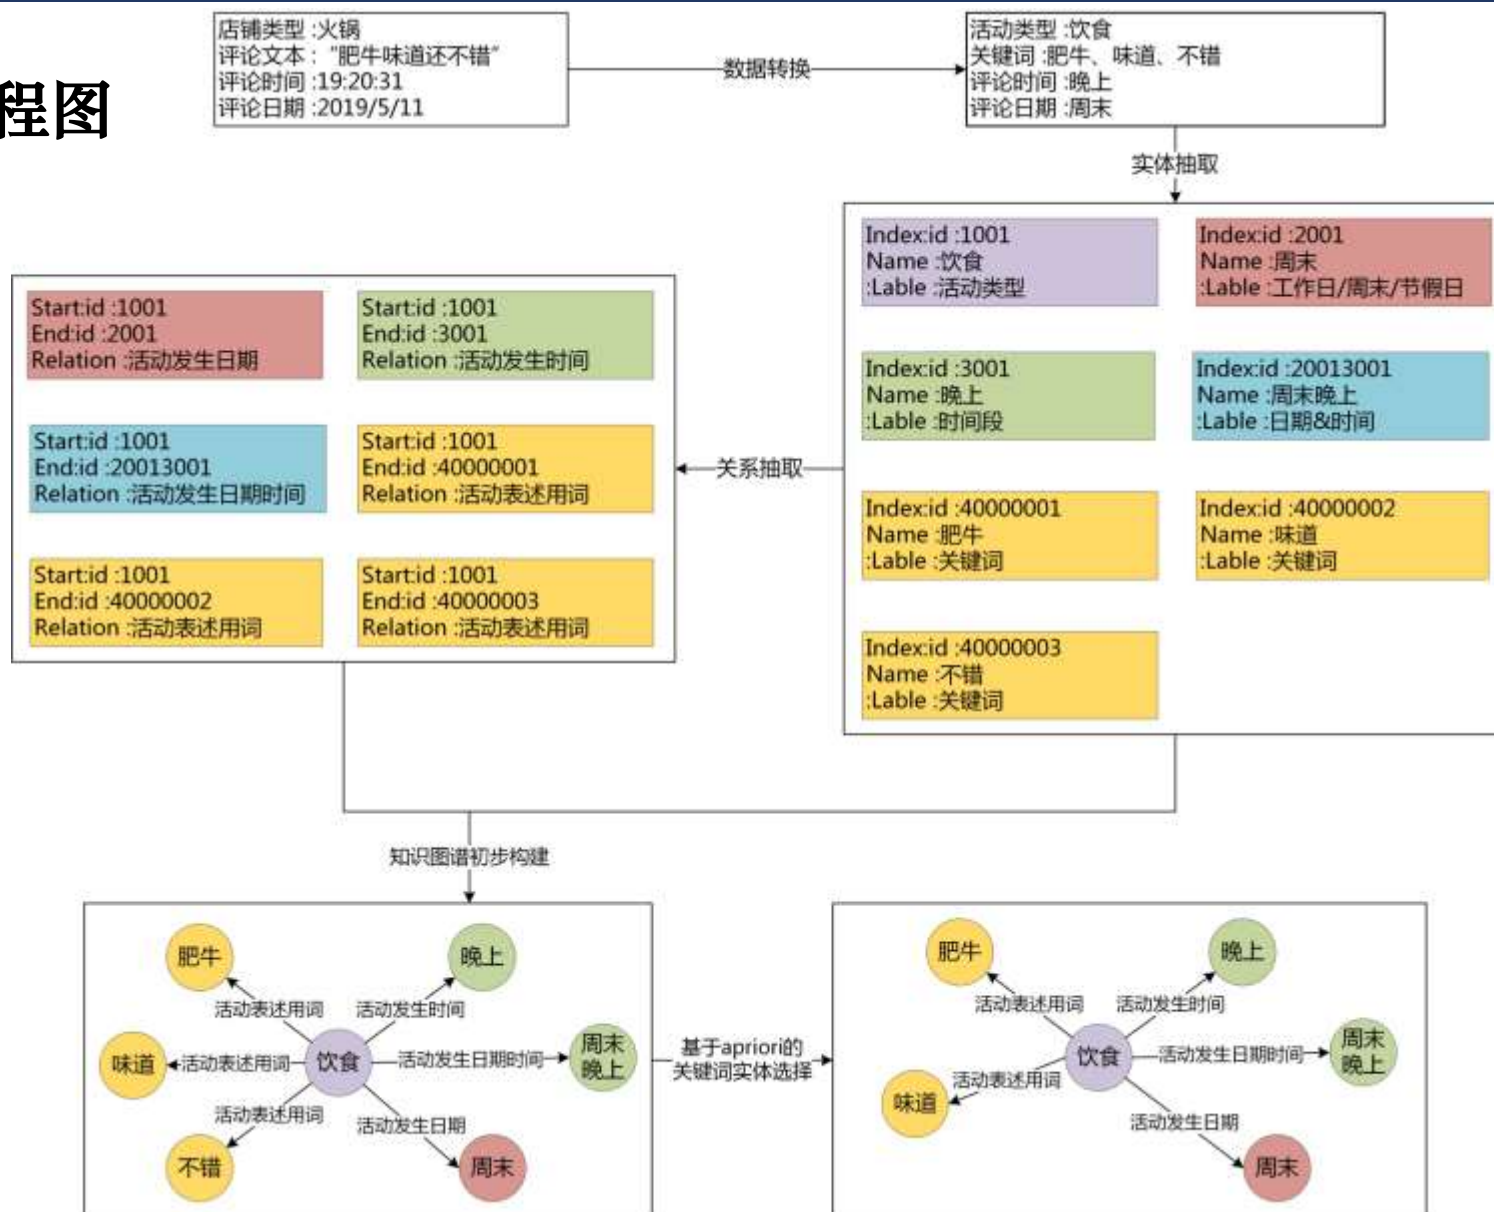 程图
店铺类型 :火锅
评论文本 : “肥牛味道还不错”
评论时间 :19:20:31
评论日期 :2019/5/11
数据转换
活动类型 :饮食
关键词 :肥牛、味道、不错
评论时间 :晚上
评论日期 :周末
实体抽取
Index:id :1001
Name :饮食
:Lable :活动类型
Index:id :2001
Name :周末
:Lable :工作日/周末/节假日
Index:id :3001
Name :晚上
:Lable :时间段
Index:id :20013001
Name :周末晚上
:Lable :日期&时间
Index:id :40000001
Name :肥牛
:Lable :关键词
Index:id :40000002
Name :味道
:Lable :关键词
Index:id :40000003
Name :不错
:Lable :关键词
关系抽取
Start:id :1001
End:id :2001
Relation :活动发生日期
Start:id :1001
End:id :3001
Relation :活动发生时间
Start:id :1001
End:id :20013001
Relation :活动发生日期时间
Start:id :1001
End:id :40000001
Relation :活动表述用词
Start:id :1001
End:id :40000002
Relation :活动表述用词
Start:id :1001
End:id :40000003
Relation :活动表述用词
知识图谱初步构建
肥牛
晚上
活动表述用词
活动发生时间
味道
活动表述用词
饮食
活动发生日期时间
周末
晚上
活动表述用词
活动发生日期
不错
周末
基于apriori的
关键词实体选择
肥牛
晚上
活动表述用词
活动发生时间
饮食
活动发生日期时间
周末
晚上
活动表述用词
味道
活动发生日期
周末